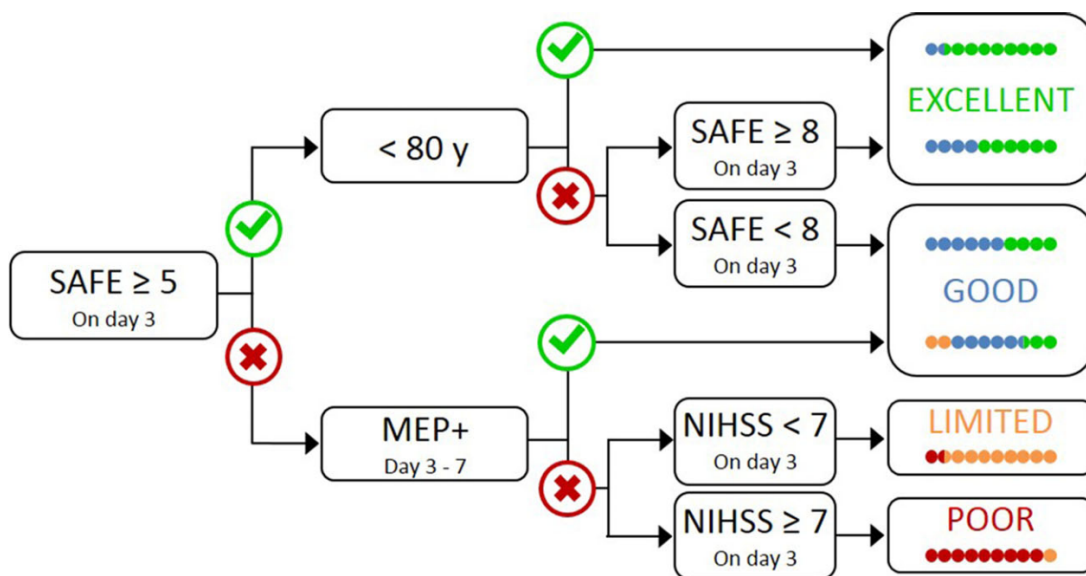 SAFE ≥ 5
On day 3
< 80 y
MEP+
Day 3 - 7
SAFE ≥ 8
On day 3
SAFE < 8
On day 3
NIHSS < 7
On day 3
NIHSS ≥ 7
On day 3
EXCELLENT
GOOD
LIMITED
POOR